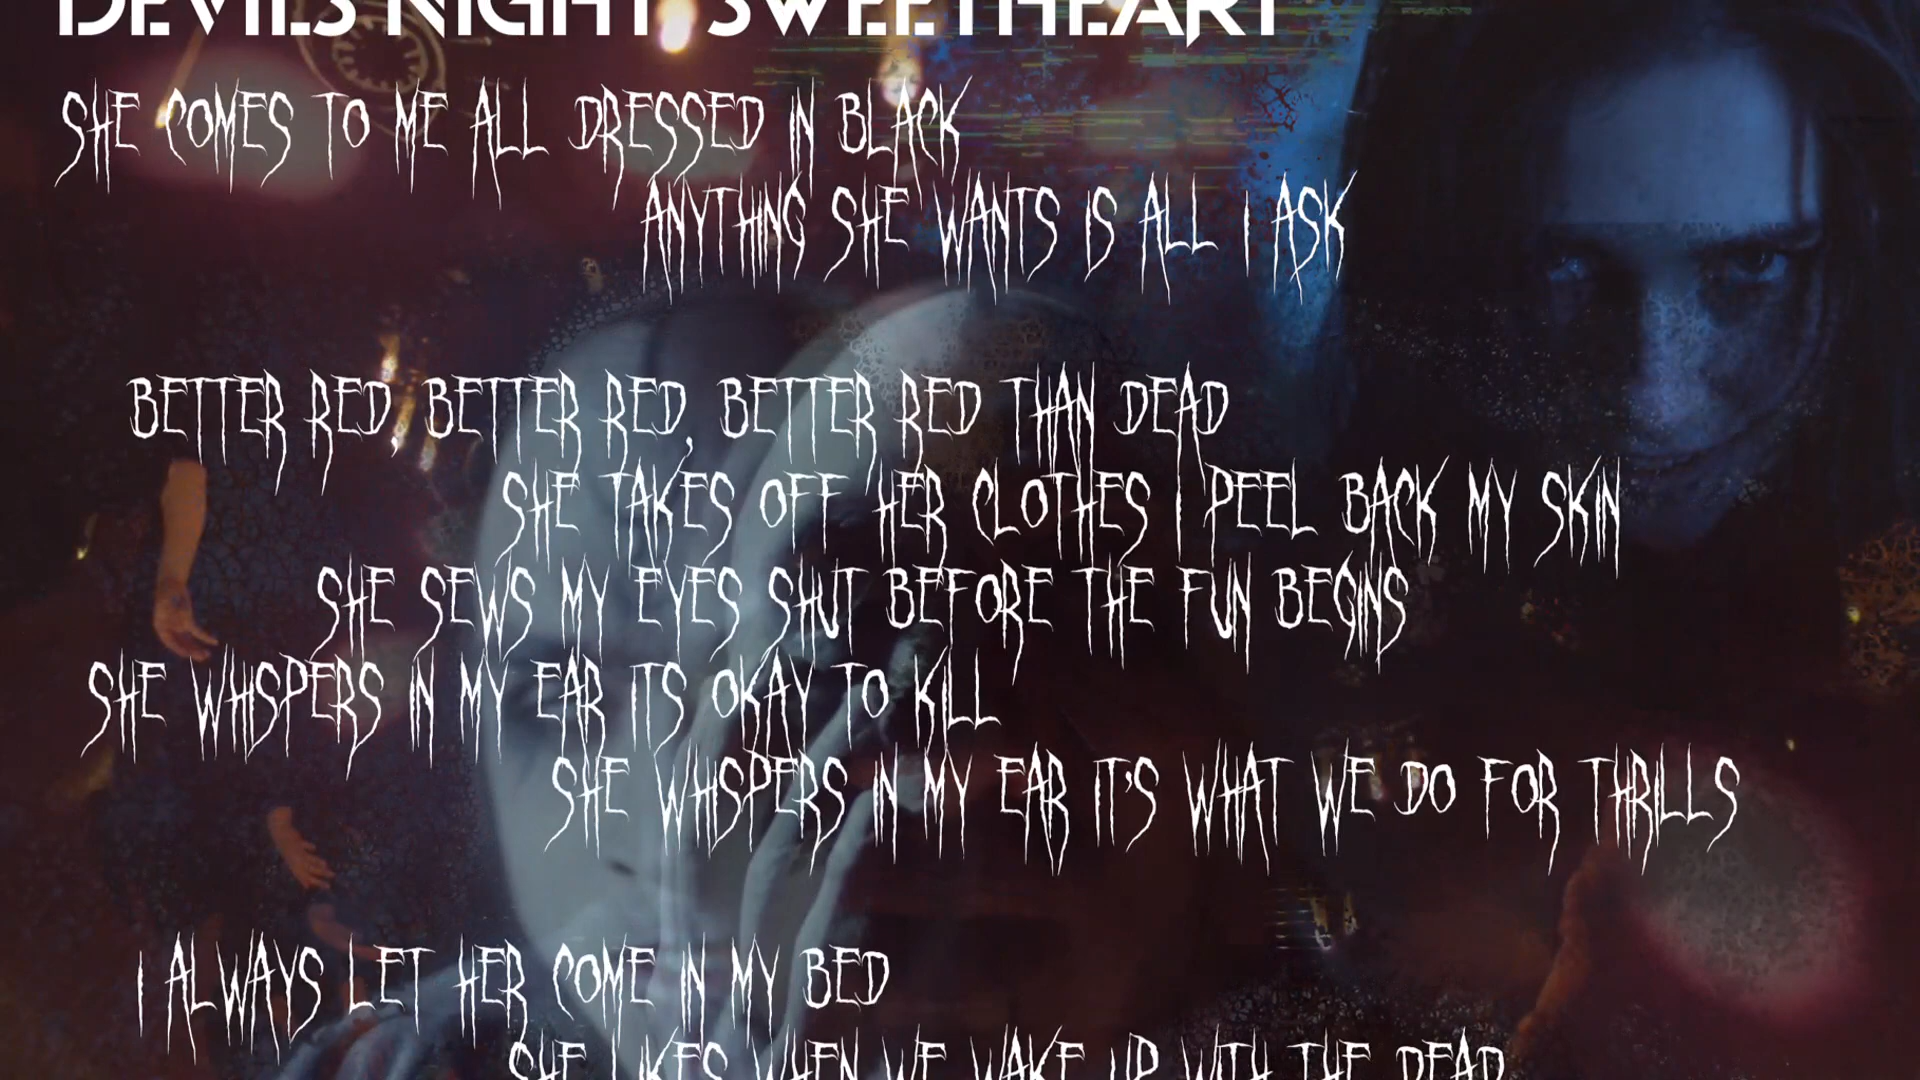 DEVILS NIGHT SWEETHEART
SHE COMES TO ME ALL DRESSED IN BLACK
ANYTHING SHE WANTS IS ALL I ASK
BETTER RED, BETTER RED, BETTER RED THAN DEAD
SHE TAKES OFF HER CLOTHES I PEEL BACK MY SKIN
SHE SEWS MY EYES SHUT BEFORE THE FUN BEGINS
SHE WHISPERS IN MY EAR ITS OKAY TO KILL
SHE WHISPERS IN MY EAR IT'S WHAT WE DO FOR THRILLS
I ALWAYS LET HER COME IN MY BED
SHE LIKES WHEN WE WAKE UP WITH THE DEAD